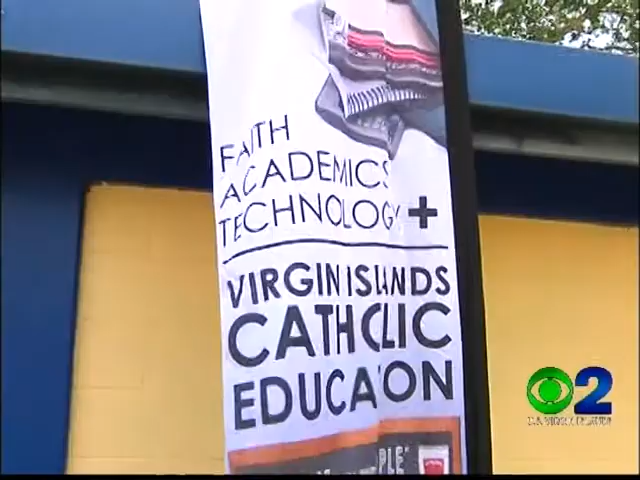 FAITH
ACADEMICS
TECHNOLOGY +
VIRGIN ISLANDS
CATHOLIC
EDUCATION
2